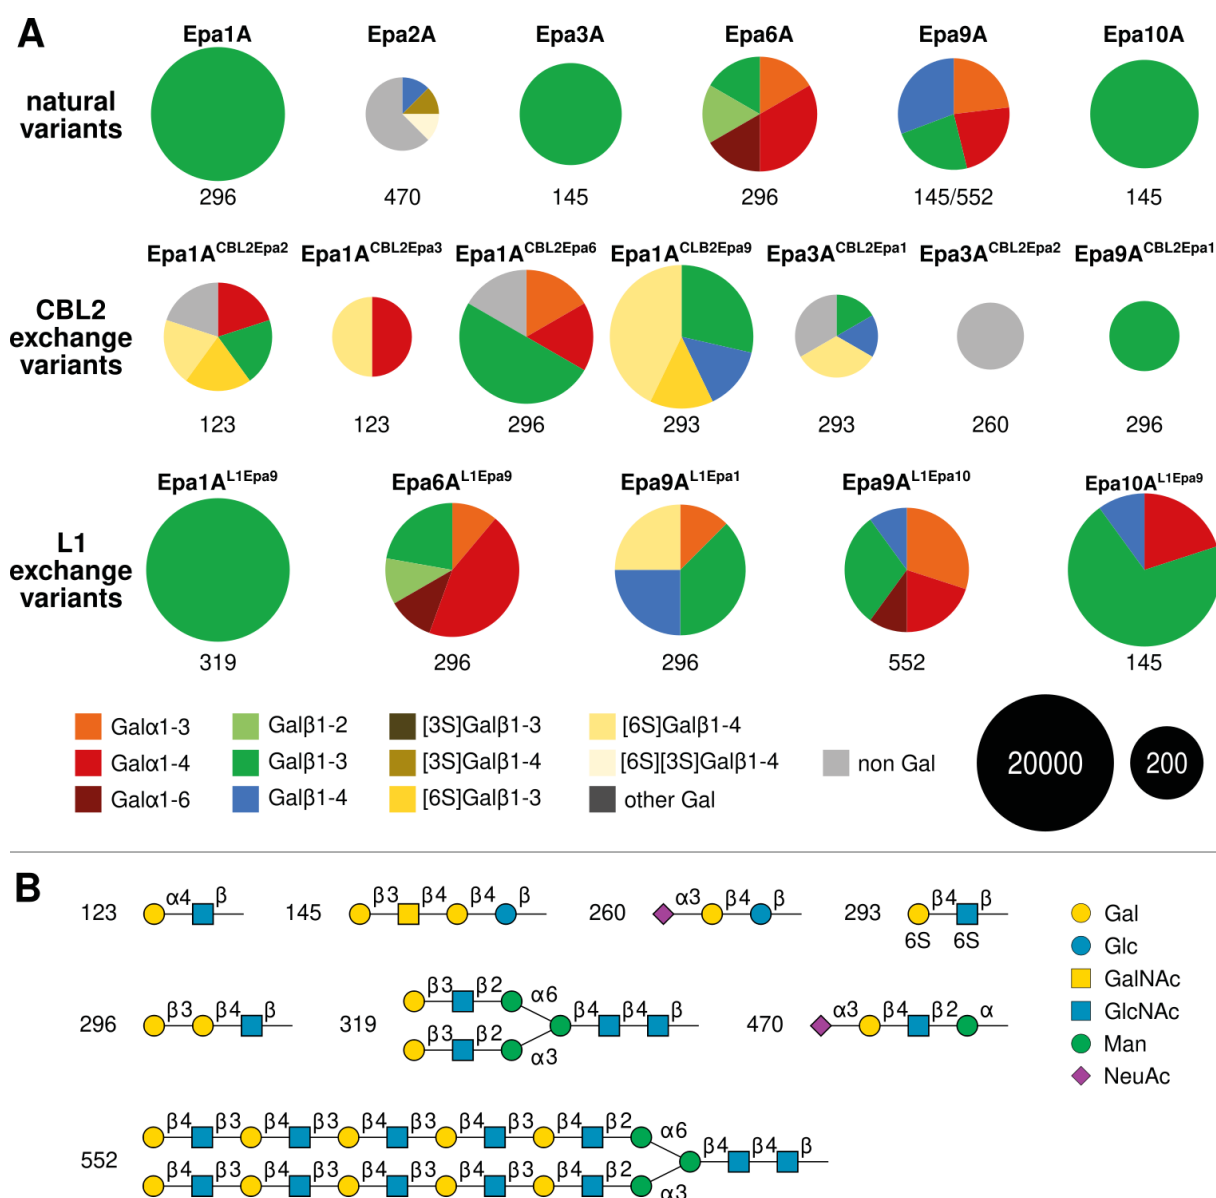 A
Epa1A Epa2A Epa3A Epa6A Epa9A Epa10A
natural
variants
296 470 145 296 145/552 145
Epa1ACBL2Epa2 Epa1ACBL2Epa3 Epa1ACBL2Epa6 Epa1ACLB2Epa9 Epa3ACBL2Epa1 Epa3ACBL2Epa2 Epa9ACBL2Epa1
CBL2
exchange
variants
123 123 296 293 293 260 296
Epa1AL1Epa9 Epa6AL1Epa9 Epa9AL1Epa1 Epa9AL1Epa10 Epa10AL1Epa9
L1
exchange
variants
319 296 296 552 145
Galα1-3 Galβ1-2 [3S]Galβ1-3 [6S]Galβ1-4
Galα1-4 Galβ1-3 [3S]Galβ1-4 [6S][3S]Galβ1-4 non Gal 20000 200
Galα1-6 Galβ1-4 [6S]Galβ1-3 other Gal
B
123 α4 β 145 β3 β4 β4 β 260 α3 β4 β 293 β4 β
6S 6S
Gal
Glc
GalNAc
GlcNAc
Man
NeuAc
296 β3 β4 β 319 β3 β2 α6 β4 β4 β 470 α3 β4 β2 α
β3 β2 α3
552 β4 β3 β4 β3 β4 β3 β4 β3 β4 β2 α6 β4 β4 β
β4 β3 β4 β3 β4 β3 β4 β3 β4 β2 α3